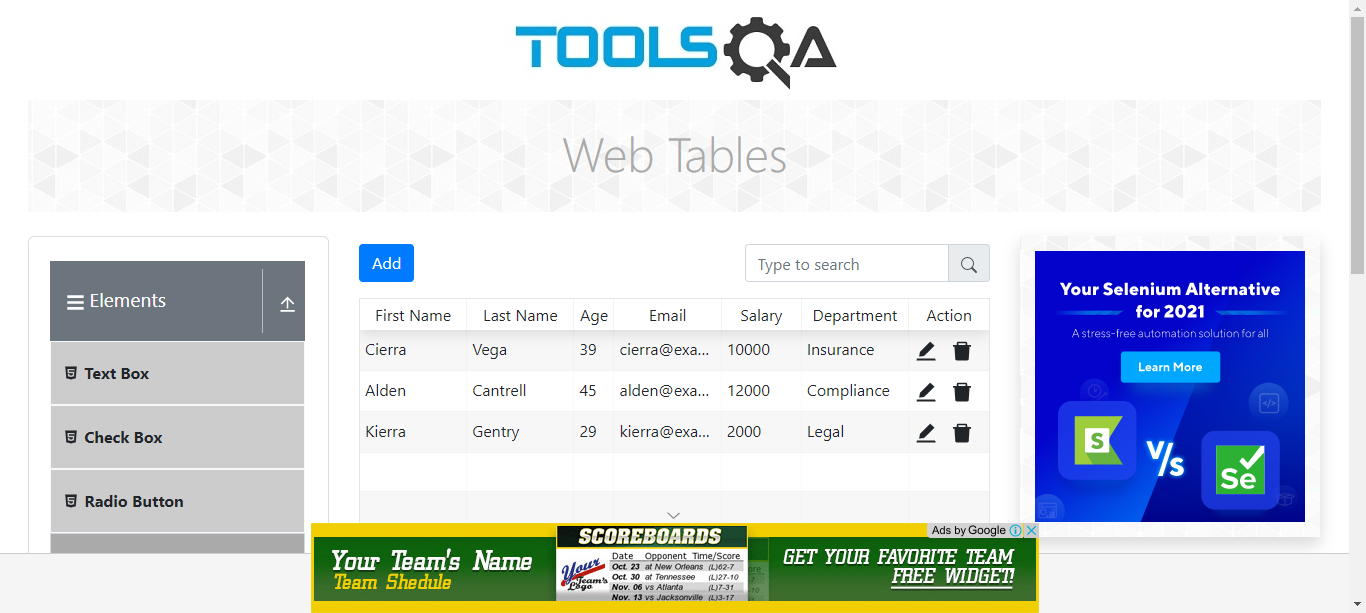 TOOLSQA
Web Tables
Elements
Text Box
Check Box
Radio Button
Add
Type to search
First Name Last Name Age Email Salary Department Action
Cierra Vega 39 cierra@exa... 10000 Insurance
Alden Cantrell 45 alden@exa... 12000 Compliance
Kierra Gentry 29 kierra@exa... 2000 Legal
Your Selenium Alternative
for 2021
A stress-free automation solution for all
Learn More
S
V/s
Se
Ads by Google
Your Team's Name
Team Shedule
SCOREBOARDS
Date Opponent Time/Score
Oct. 23 at New Orleans (L)62-7
Oct. 30 at Tennessee (L)27-10
Nov. 06 vs Atlanta (L)7-31
Nov. 13 vs Jacksonville (L)3-17
Your
Team's
Logo
GET YOUR FAVORITE TEAM
FREE WIDGET!